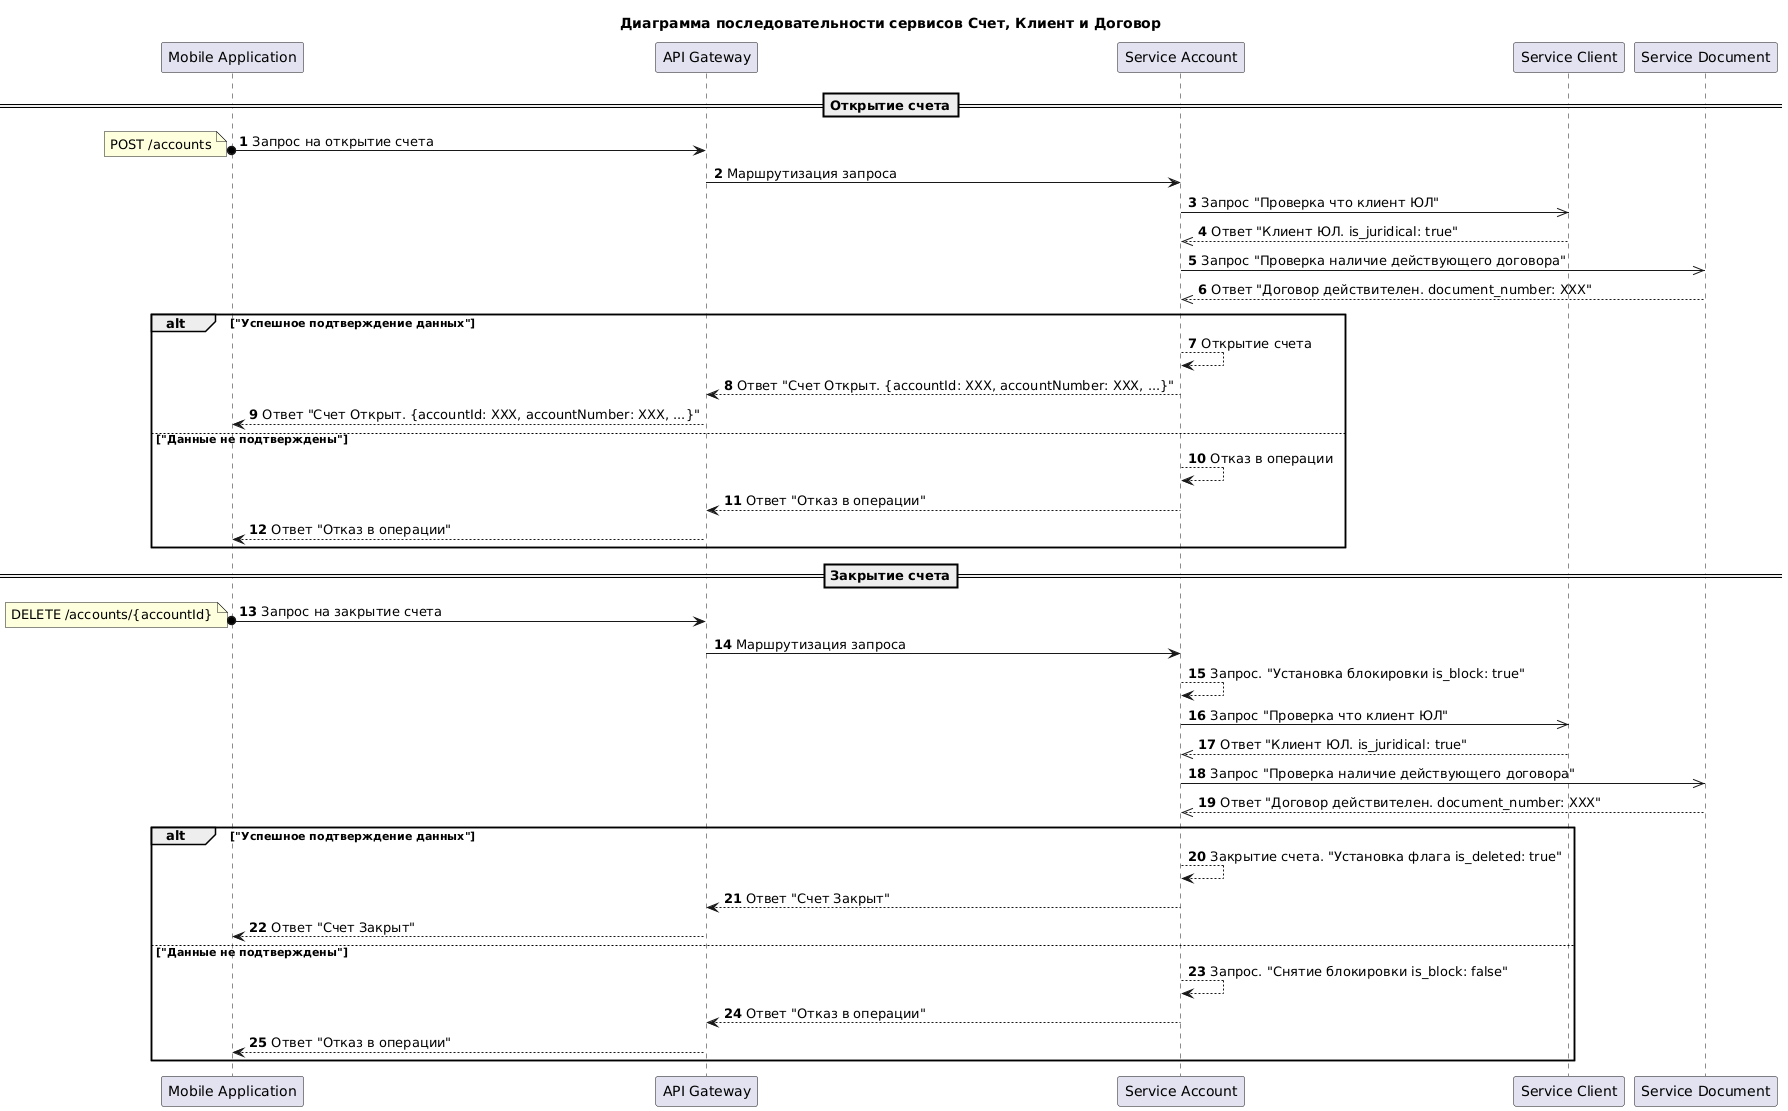 Диаграмма последовательности сервисов Счет, Клиент и Договор
Mobile Application
API Gateway
Service Account
Service Client
Service Document
Открытие счета
POST /accounts
1 Запрос на открытие счета
2 Маршрутизация запроса
3 Запрос "Проверка что клиент ЮЛ"
4 Ответ "Клиент ЮЛ. is_juridical: true"
5 Запрос "Проверка наличие действующего договора"
6 Ответ "Договор действителен. document_number: XXX"
alt ["Успешное подтверждение данных"]
7 Открытие счета
8 Ответ "Счет Открыт. {accountId: XXX, accountNumber: XXX, ...}"
9 Ответ "Счет Открыт. {accountId: XXX, accountNumber: XXX, ...}"
["Данные не подтверждены"]
10 Отказ в операции
11 Ответ "Отказ в операции"
12 Ответ "Отказ в операции"
Закрытие счета
DELETE /accounts/{accountId}
13 Запрос на закрытие счета
14 Маршрутизация запроса
15 Запрос. "Установка блокировки is_block: true"
16 Запрос "Проверка что клиент ЮЛ"
17 Ответ "Клиент ЮЛ. is_juridical: true"
18 Запрос "Проверка наличие действующего договора"
19 Ответ "Договор действителен. document_number: XXX"
alt ["Успешное подтверждение данных"]
20 Закрытие счета. "Установка флага is_deleted: true"
21 Ответ "Счет Закрыт"
22 Ответ "Счет Закрыт"
["Данные не подтверждены"]
23 Запрос. "Снятие блокировки is_block: false"
24 Ответ "Отказ в операции"
25 Ответ "Отказ в операции"
Mobile Application
API Gateway
Service Account
Service Client
Service Document